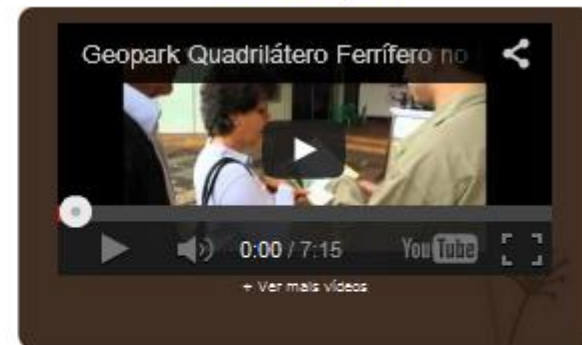 Geopark Quadrilátero Ferrífero no
0:00 / 7:15
YouTube
+ Ver mais vídeos